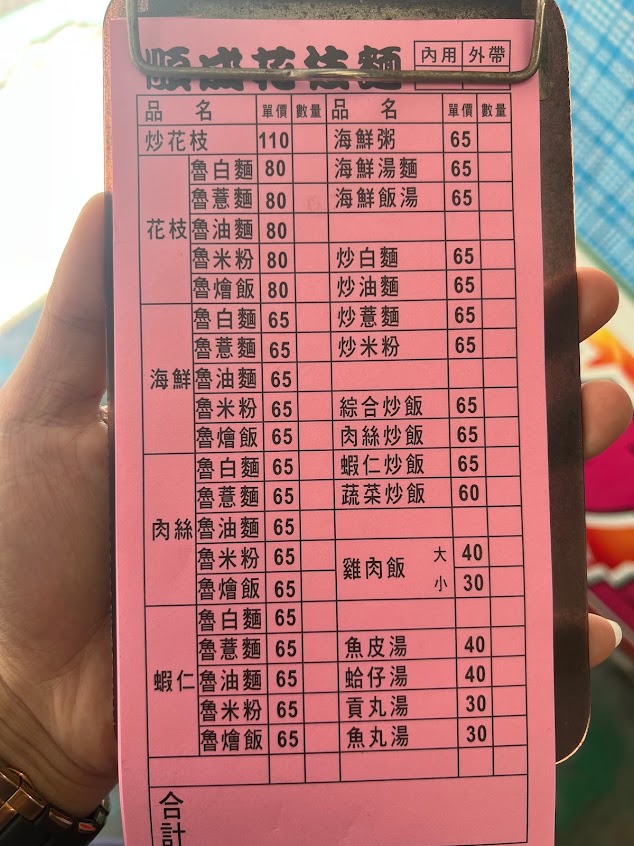 順成花枝麵 內用 外帶
品名 單價 數量 品名 單價 數量
炒花枝 110 海鮮粥 65
魯白麵 80 海鮮湯麵 65
魯薏麵 80 海鮮飯湯 65
花枝 魯油麵 80
魯米粉 80 炒白麵 65
魯燴飯 80 炒油麵 65
魯白麵 65 炒薏麵 65
魯薏麵 65 炒米粉 65
海鮮 魯油麵 65
魯米粉 65 綜合炒飯 65
魯燴飯 65 肉絲炒飯 65
魯白麵 65 蝦仁炒飯 65
魯薏麵 65 蔬菜炒飯 60
肉絲 魯油麵 65
魯米粉 65 雞肉飯 大 40
魯燴飯 65 小 30
魯白麵 65
魯薏麵 65 魚皮湯 40
蝦仁 魯油麵 65 蛤仔湯 40
魯米粉 65 貢丸湯 30
魯燴飯 65 魚丸湯 30
合計